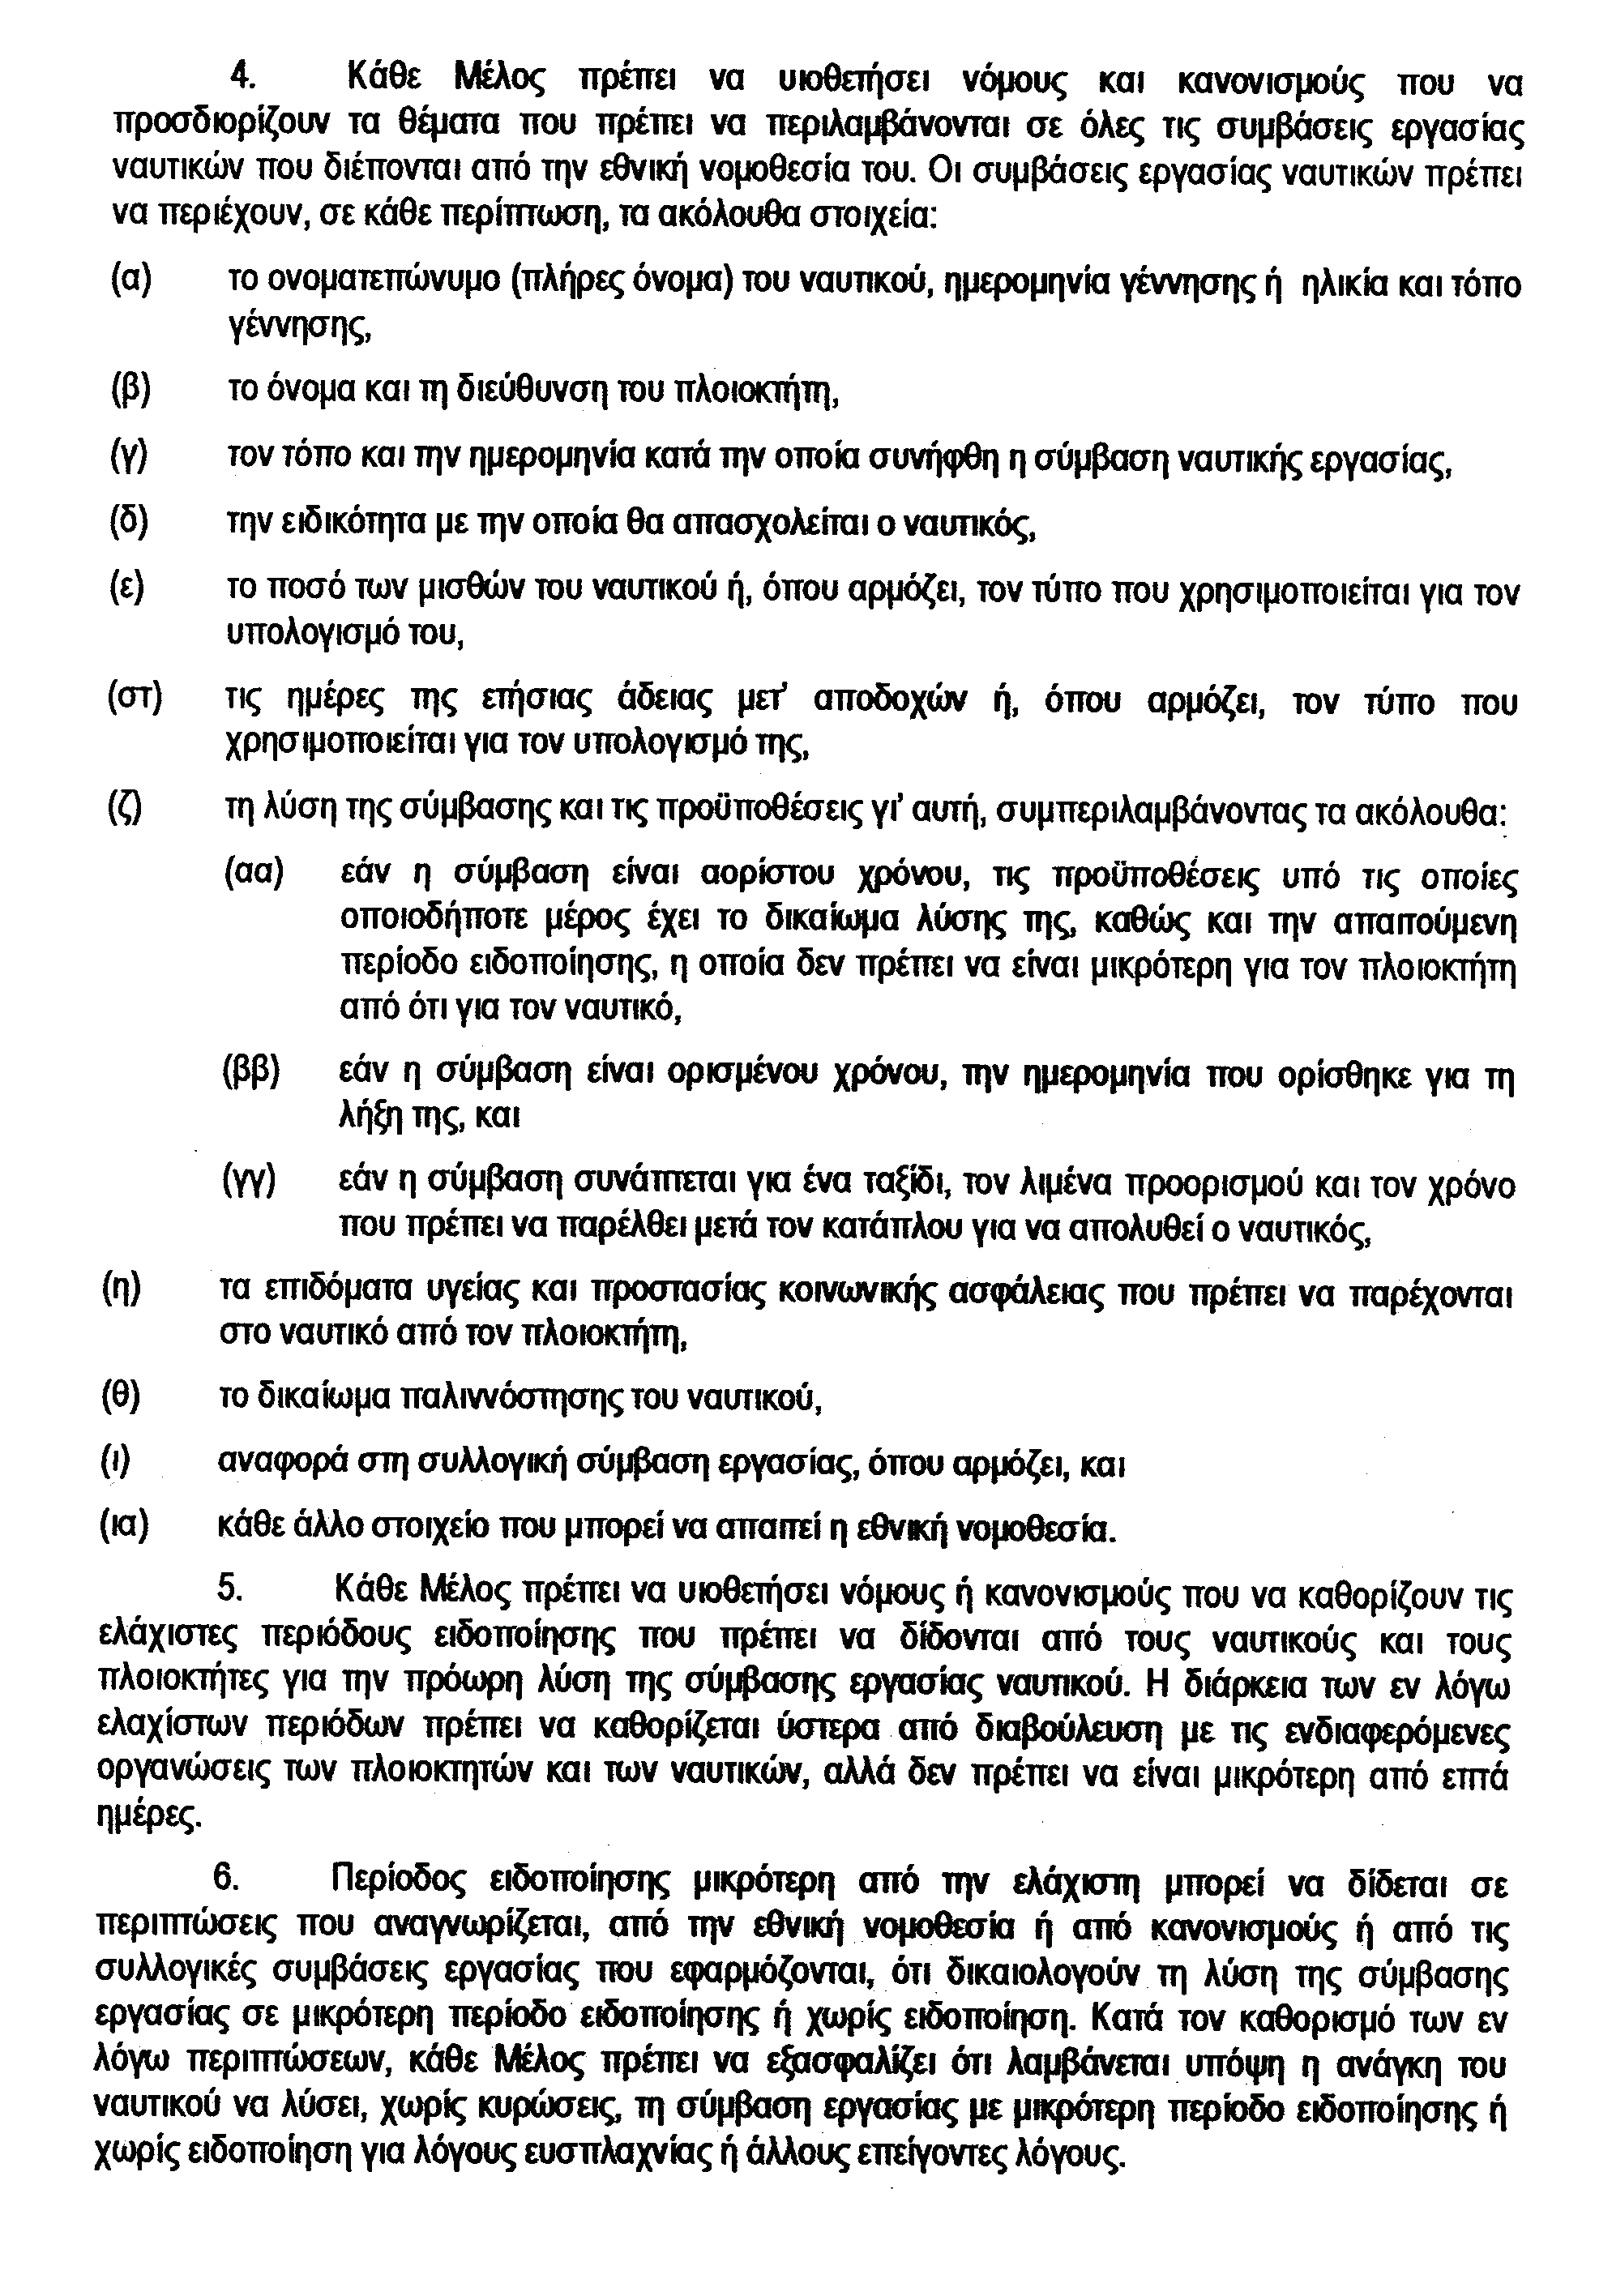 4. Κάθε Μέλος πρέπει να υιοθετήσει νόμους και κανονισμούς που να
προσδιορίζουν τα θέματα που πρέπει να περιλαμβάνονται σε όλες τις συμβάσεις εργασίας
ναυτικών που διέπονται από την εθνική νομοθεσία του. Οι συμβάσεις εργασίας ναυτικών πρέπει
να περιέχουν, σε κάθε περίπτωση, τα ακόλουθα στοιχεία:
(α) το ονοματεπώνυμο (πλήρες όνομα) του ναυτικού, ημερομηνία γέννησης ή ηλικία και τόπο
γέννησης,
(β) το όνομα και τη διεύθυνση του πλοιοκτήτη,
(γ) τον τόπο και την ημερομηνία κατά την οποία συνήφθη η σύμβαση ναυτικής εργασίας,
(δ) την ειδικότητα με την οποία θα απασχολείται ο ναυτικός,
(ε) το ποσό των μισθών του ναυτικού ή, όπου αρμόζει, τον τύπο που χρησιμοποιείται για τον
υπολογισμό του,
(στ) τις ημέρες της ετήσιας άδειας μετ' αποδοχών ή, όπου αρμόζει, τον τύπο που
χρησιμοποιείται για τον υπολογισμό της,
(ζ) τη λύση της σύμβασης και τις προϋποθέσεις γι' αυτή, συμπεριλαμβάνοντας τα ακόλουθα:
(αα) εάν η σύμβαση είναι αορίστου χρόνου, τις προϋποθέσεις υπό τις οποίες
οποιοδήποτε μέρος έχει το δικαίωμα λύσης της, καθώς και την απαιτούμενη
περίοδο ειδοποίησης, η οποία δεν πρέπει να είναι μικρότερη για τον πλοιοκτήτη
από ότι για τον ναυτικό,
(ββ) εάν η σύμβαση είναι ορισμένου χρόνου, την ημερομηνία που ορίσθηκε για τη
λήξη της, και
(γγ) εάν η σύμβαση συνάπτεται για ένα ταξίδι, τον λιμένα προορισμού και τον χρόνο
που πρέπει να παρέλθει μετά τον κατάπλου για να απολυθεί ο ναυτικός,
(η) τα επιδόματα υγείας και προστασίας κοινωνικής ασφάλειας που πρέπει να παρέχονται
στο ναυτικό από τον πλοιοκτήτη,
(θ) το δικαίωμα παλιννόστησης του ναυτικού,
(ι) αναφορά στη συλλογική σύμβαση εργασίας, όπου αρμόζει, και
(ια) κάθε άλλο στοιχείο που μπορεί να απαιτεί η εθνική νομοθεσία.
5. Κάθε Μέλος πρέπει να υιοθετήσει νόμους ή κανονισμούς που να καθορίζουν τις
ελάχιστες περιόδους ειδοποίησης που πρέπει να δίδονται από τους ναυτικούς και τους
πλοιοκτήτες για την πρόωρη λύση της σύμβασης εργασίας ναυτικού. Η διάρκεια των εν λόγω
ελαχίστων περιόδων πρέπει να καθορίζεται ύστερα από διαβούλευση με τις ενδιαφερόμενες
οργανώσεις των πλοιοκτητών και των ναυτικών, αλλά δεν πρέπει να είναι μικρότερη από επτά
ημέρες.
6. Περίοδος ειδοποίησης μικρότερη από την ελάχιστη μπορεί να δίδεται σε
περιπτώσεις που αναγνωρίζεται, από την εθνική νομοθεσία ή από κανονισμούς ή από τις
συλλογικές συμβάσεις εργασίας που εφαρμόζονται, ότι δικαιολογούν τη λύση της σύμβασης
εργασίας σε μικρότερη περίοδο ειδοποίησης ή χωρίς ειδοποίηση. Κατά τον καθορισμό των εν
λόγω περιπτώσεων, κάθε Μέλος πρέπει να εξασφαλίζει ότι λαμβάνεται υπόψη η ανάγκη του
ναυτικού να λύσει, χωρίς κυρώσεις, τη σύμβαση εργασίας με μικρότερη περίοδο ειδοποίησης ή
χωρίς ειδοποίηση για λόγους ευσπλαχνίας ή άλλους επείγοντες λόγους.